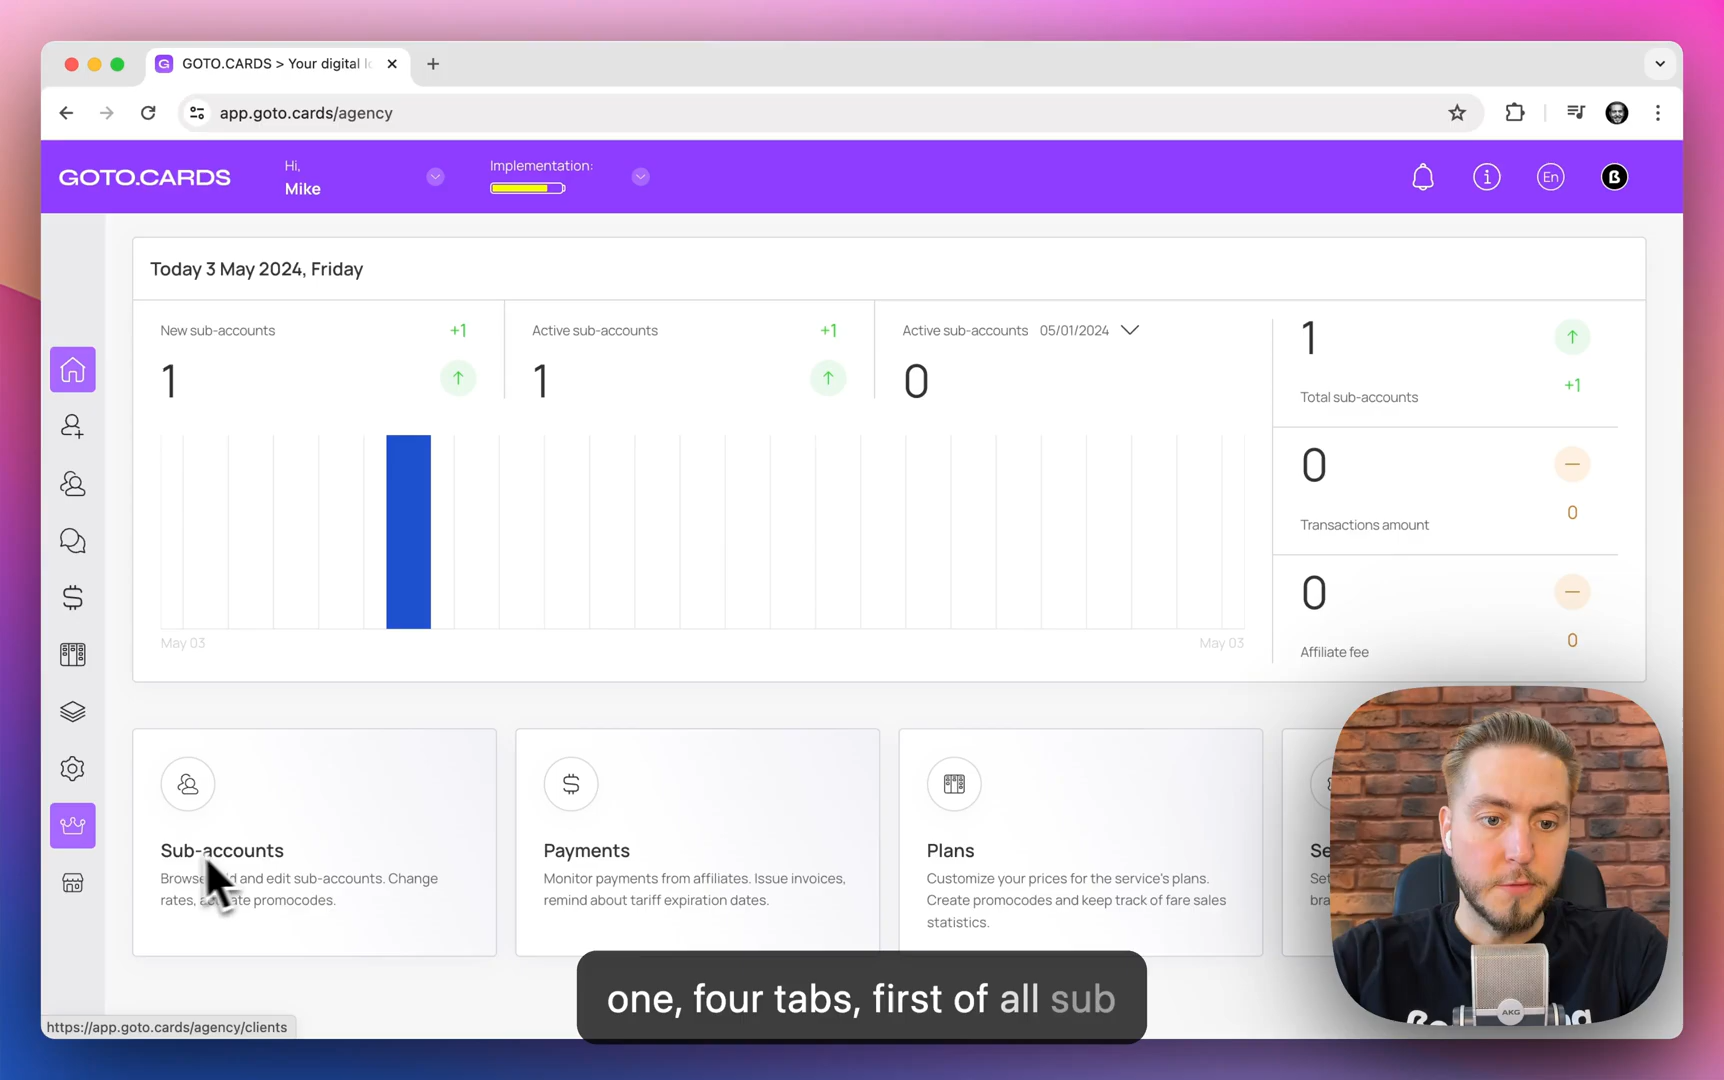 GOTO.CARDS > Your digital l
app.goto.cards/agency
GOTO.CARDS
Hi,
Mike
Implementation:
En
Today 3 May 2024, Friday
New sub-accounts
+1
1
Active sub-accounts
+1
1
Active sub-accounts 05/01/2024
0
1
+1
Total sub-accounts
0
0
Transactions amount
0
0
Affiliate fee
May 03
May 03
Sub-accounts
and edit sub-accounts. Change
rates, promocodes.
Payments
Monitor payments from affiliates. Issue invoices,
remind about tariff expiration dates.
Plans
Customize your prices for the service's plans.
Create promocodes and keep track of fare sales
statistics.
Se
Set
bra
one, four tabs, first of all sub
AKG
https://app.goto.cards/agency/clients